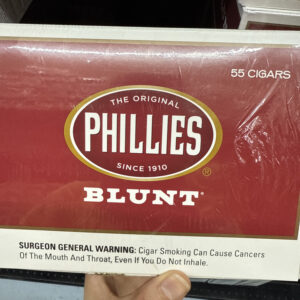 55 CIGARS
THE ORIGINAL
PHILLIES
SINCE 1910
®
BLUNT®
SURGEON GENERAL WARNING: Cigar Smoking Can Cause Cancers
Of The Mouth And Throat, Even If You Do Not Inhale.